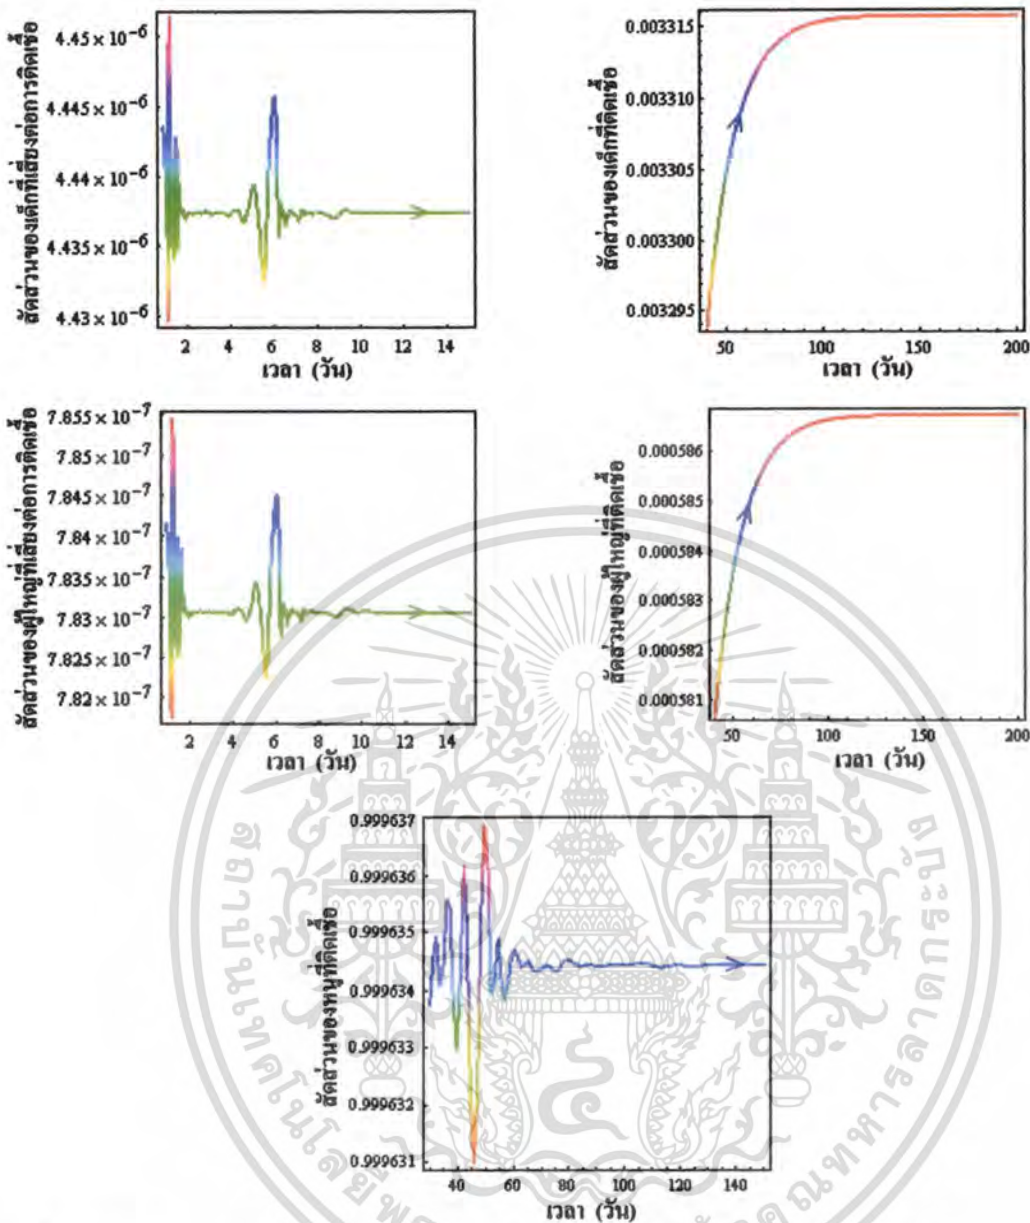 สัดส่วนของเด็กที่เสี่ยงต่อการติดเชื้อ
4.45 × 10⁻⁶
4.445 × 10⁻⁶
4.44 × 10⁻⁶
4.435 × 10⁻⁶
4.43 × 10⁻⁶
2 4 6 8 10 12 14
เวลา (วัน)
สัดส่วนของเด็กที่ติดเชื้อ
0.003315
0.003310
0.003305
0.003300
0.003295
50 100 150 200
เวลา (วัน)
สัดส่วนของผู้ใหญ่ที่เสี่ยงต่อการติดเชื้อ
7.855 × 10⁻⁷
7.85 × 10⁻⁷
7.845 × 10⁻⁷
7.84 × 10⁻⁷
7.835 × 10⁻⁷
7.83 × 10⁻⁷
7.825 × 10⁻⁷
7.82 × 10⁻⁷
2 4 6 8 10 12 14
เวลา (วัน)
สัดส่วนของผู้ใหญ่ที่ติดเชื้อ
0.000586
0.000585
0.000584
0.000583
0.000582
0.000581
50 100 150 200
เวลา (วัน)
สัดส่วนของหนูที่ติดเชื้อ
0.999637
0.999636
0.999635
0.999634
0.999633
0.999632
0.999631
40 60 80 100 120 140
เวลา (วัน)